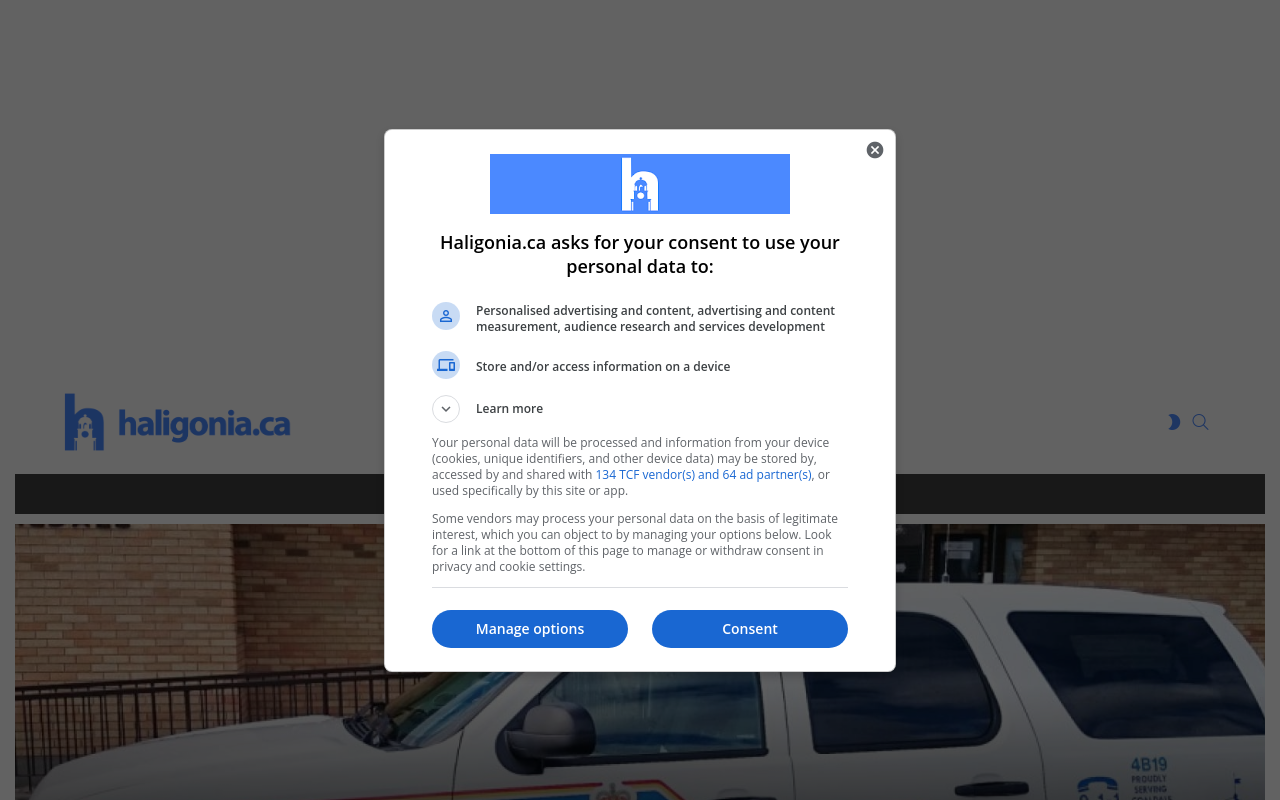 Haligonia.ca asks for your consent to use your
personal data to:
Personalised advertising and content, advertising and content
measurement, audience research and services development
Store and/or access information on a device
Learn more
haligonia.ca
Your personal data will be processed and information from your device
(cookies, unique identifiers, and other device data) may be stored by,
accessed by and shared with 134 TCF vendor(s) and 64 ad partner(s), or
used specifically by this site or app.
Some vendors may process your personal data on the basis of legitimate
interest, which you can object to by managing your options below. Look
for a link at the bottom of this page to manage or withdraw consent in
privacy and cookie settings.
Manage options
Consent
4B19
PROUDLY
SERVING